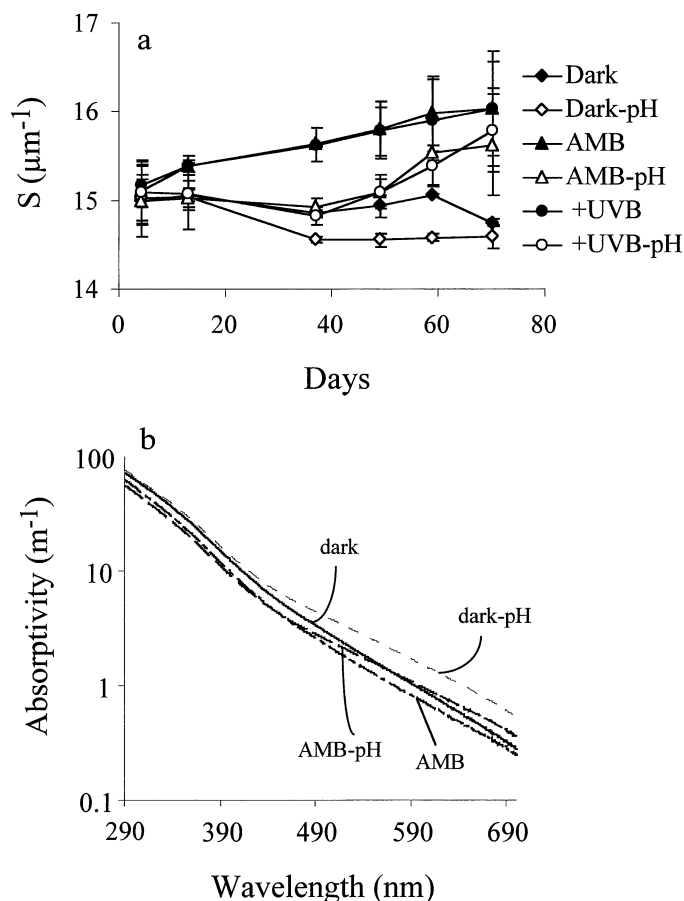 a
17
16
15
14
S (µm⁻¹)
0 20 40 60 80
Days
Dark
Dark-pH
AMB
AMB-pH
+UVB
+UVB-pH
b
100
10
1
0.1
Absorptivity (m⁻¹)
dark
dark-pH
AMB-pH
AMB
290 390 490 590 690
Wavelength (nm)